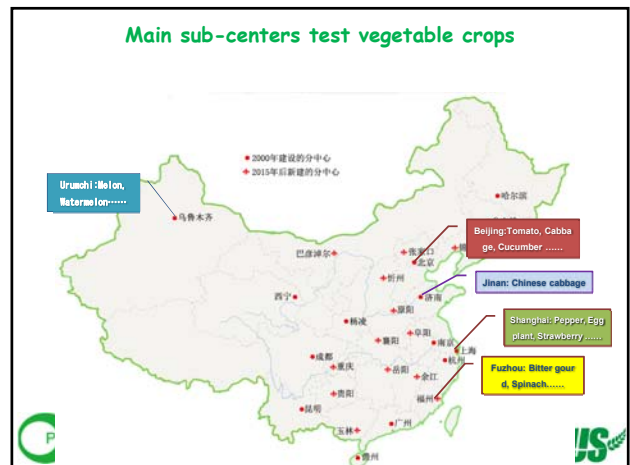 Main sub-centers test vegetable crops
2000年建设的分中心
2015年后新建的分中心
Urumchi:Melon,
Watermelon……
乌鲁木齐
哈尔滨
Beijing:Tomato, Cabba
ge, Cucumber ……
巴彦淖尔
张家口
北京
忻州
Jinan: Chinese cabbage
西宁
济南
原阳
杨凌
Shanghai: Pepper, Egg
plant, Strawberry ……
阜阳
襄阳
南京
上海
成都
杭州
重庆
岳阳
余江
Fuzhou: Bitter gour
d, Spinach……
贵阳
福州
昆明
广州
玉林
儋州
P
US